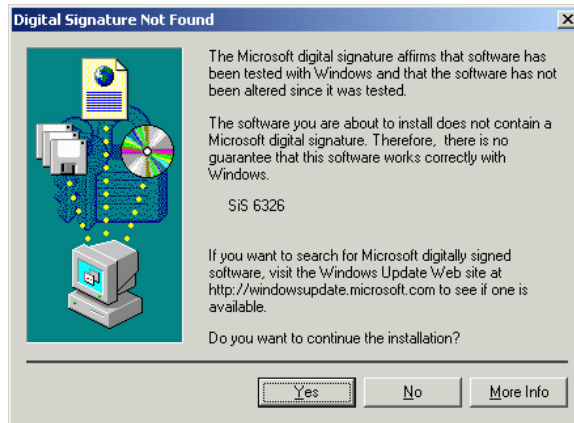 Digital Signature Not Found
The Microsoft digital signature affirms that software has
been tested with Windows and that the software has not
been altered since it was tested.
The software you are about to install does not contain a
Microsoft digital signature. Therefore, there is no
guarantee that this software works correctly with
Windows.
SiS 6326
If you want to search for Microsoft digitally signed
software, visit the Windows Update Web site at
http://windowsupdate.microsoft.com to see if one is
available.
Do you want to continue the installation?
Yes No More Info